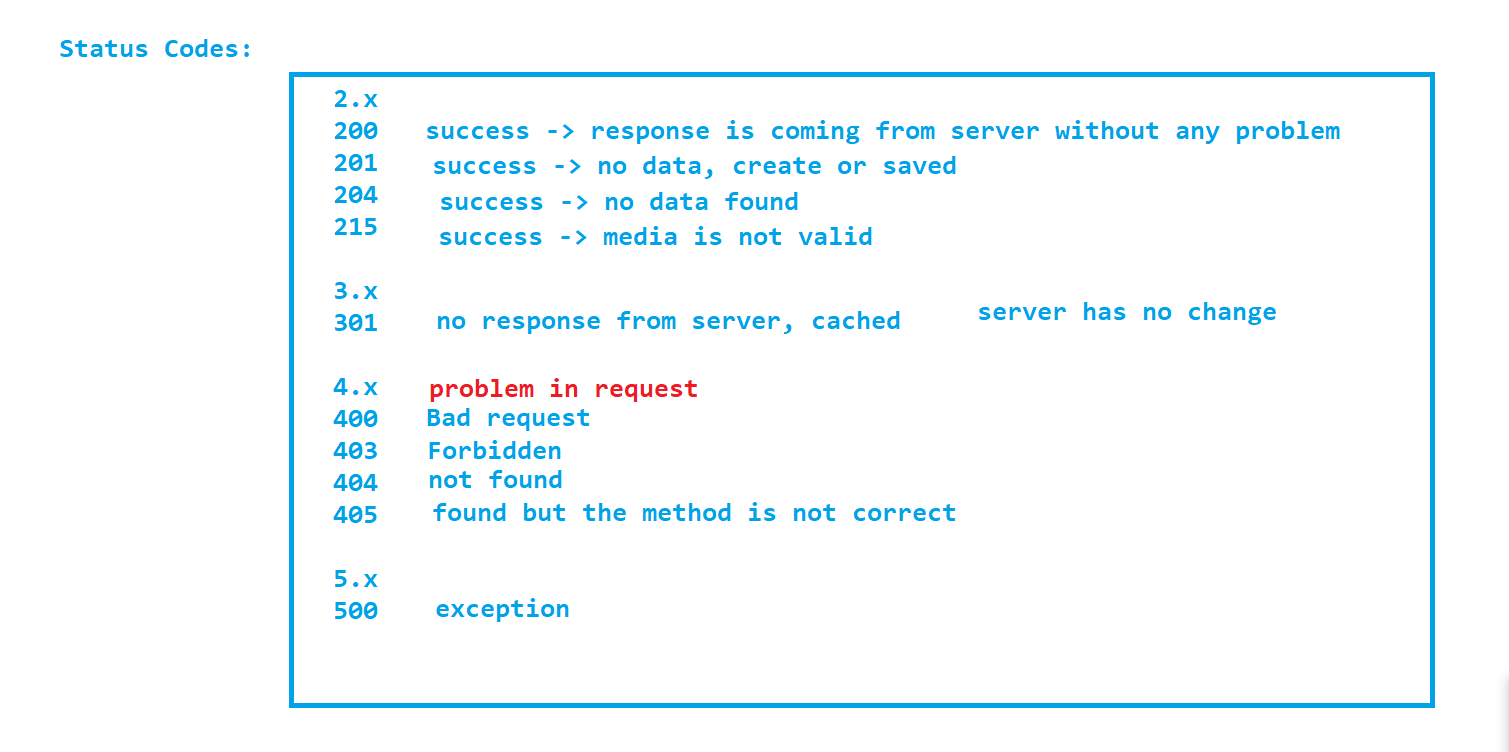 Status Codes:
2.x
200 success -> response is coming from server without any problem
201 success -> no data, create or saved
204 success -> no data found
215 success -> media is not valid
3.x
301 no response from server, cached server has no change
4.x problem in request
400 Bad request
403 Forbidden
404 not found
405 found but the method is not correct
5.x
500 exception